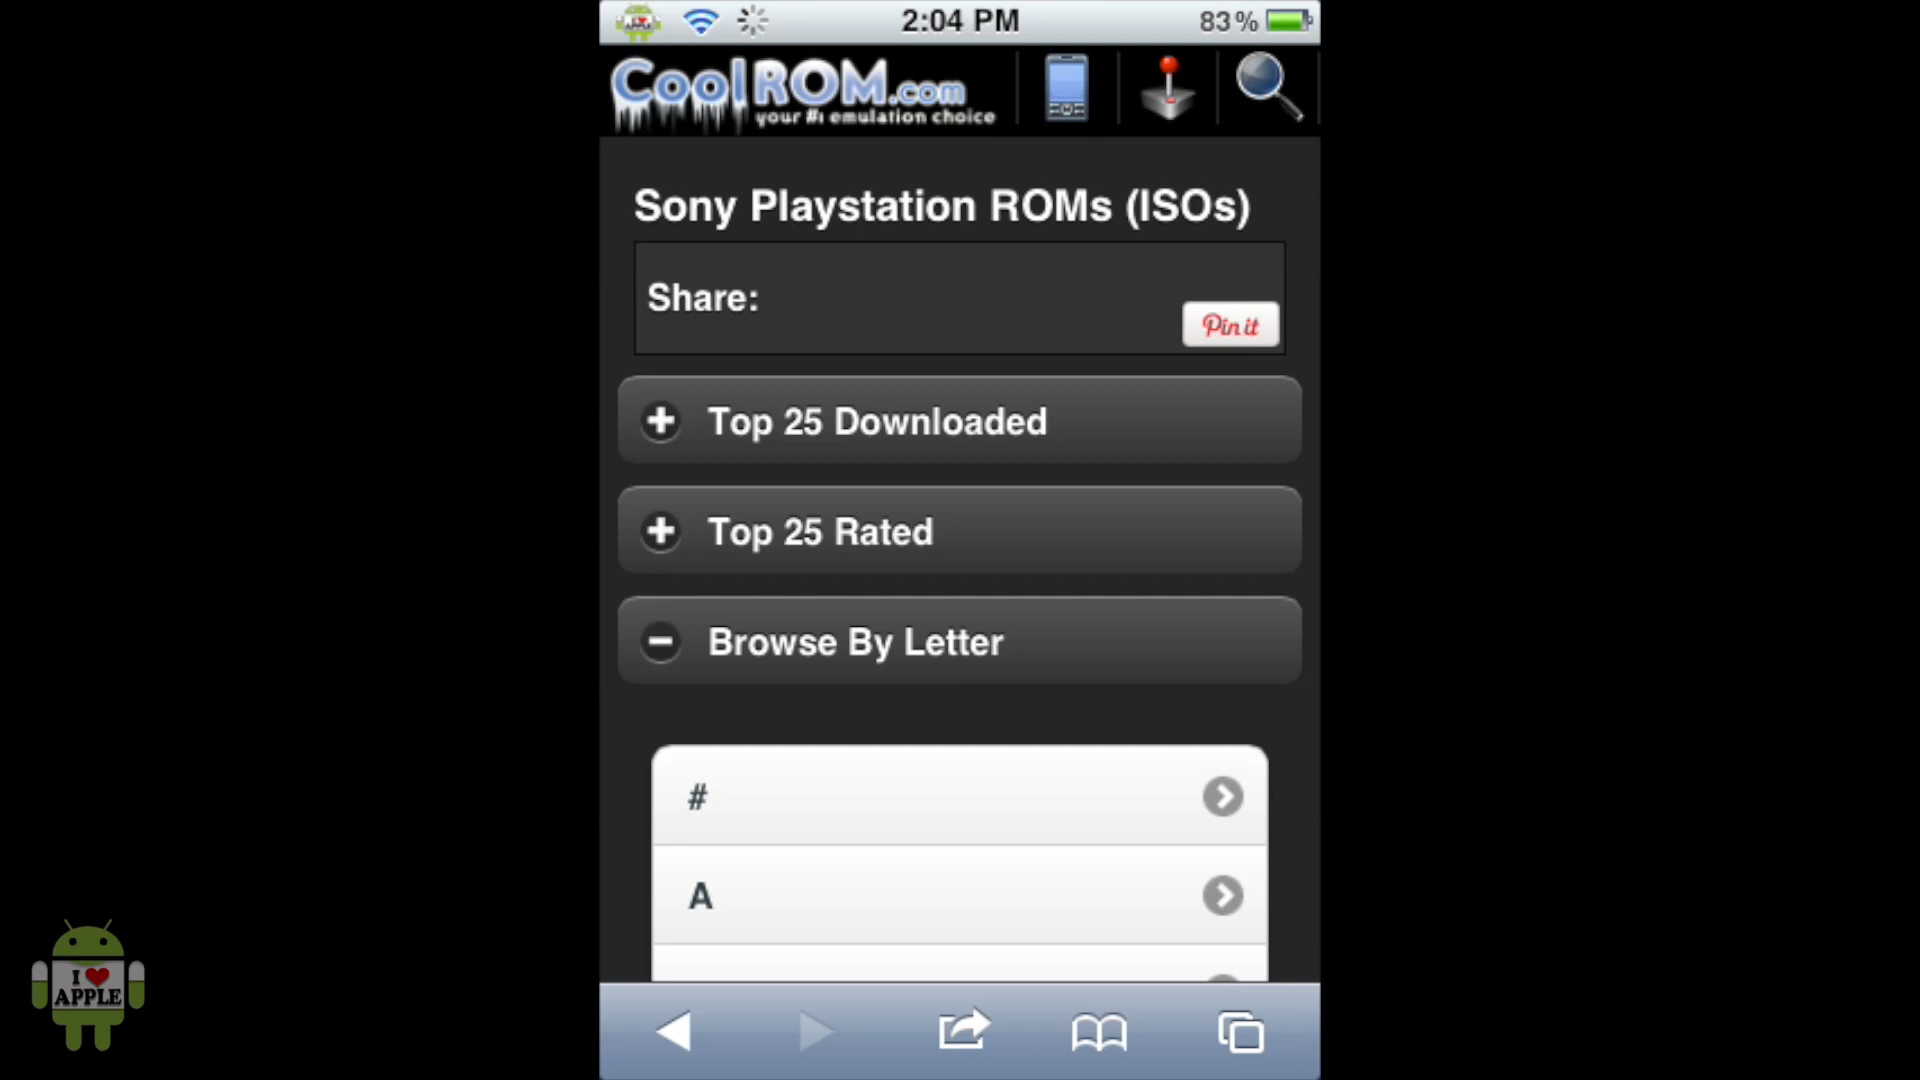 2:04 PM
83%
CoolROM.com
your #1 emulation choice
Sony Playstation ROMs (ISOs)
Share:
Pin it
Top 25 Downloaded
Top 25 Rated
Browse By Letter
#
A
I ♥
APPLE